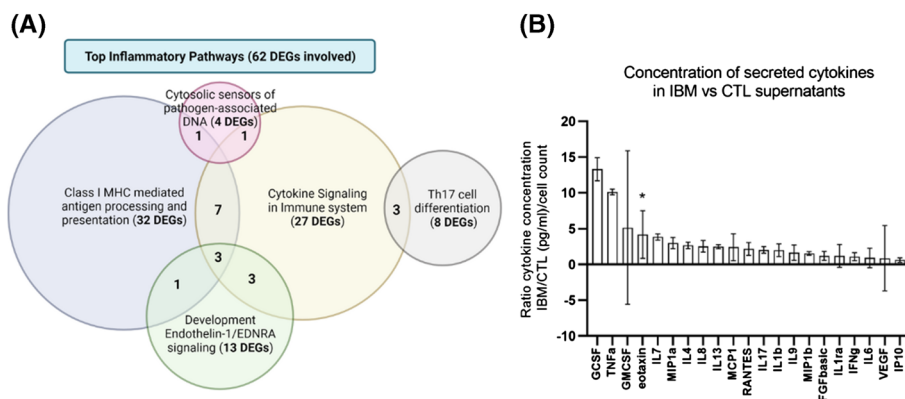 (A)
Top Inflammatory Pathways (62 DEGs involved)
Cytosolic sensors of
pathogen-associated
DNA (4 DEGs)
1
1
Class I MHC mediated
antigen processing and
presentation (32 DEGs)
7
Cytokine Signaling
in Immune system
(27 DEGs)
3
Th17 cell
differentiation
(8 DEGs)
3
1
3
Development
Endothelin-1/EDNRA
signaling (13 DEGs)
(B)
Concentration of secreted cytokines
in IBM vs CTL supernatants
Ratio cytokine concentration
IBM/CTL (pg/ml)/cell count
20
15
10
5
0
-5
-10
*
GCSF
TNFa
GMCSF
eotaxin
IL7
MIP1a
IL4
IL8
IL13
MCP1
RANTES
IL17
IL1b
IL9
MIP1b
FGFbasic
IL1ra
IFNg
IL6
VEGF
IP10